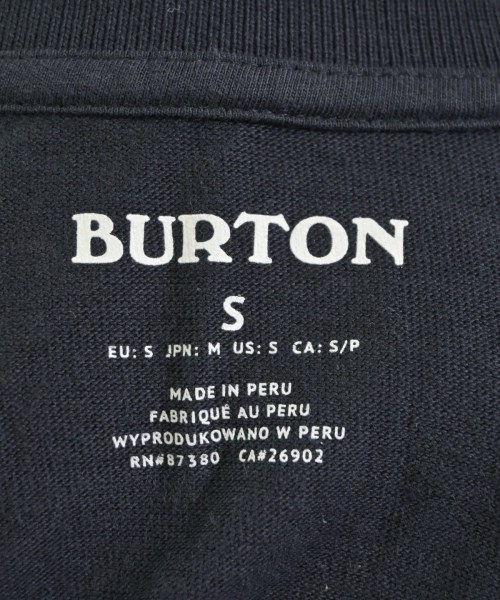 BURTON
S
EU: S JPN: M US: S CA: S/P
MADE IN PERU
FABRIQUÉ AU PERU
WYPRODUKOWANO W PERU
RN#87380 CA#26902